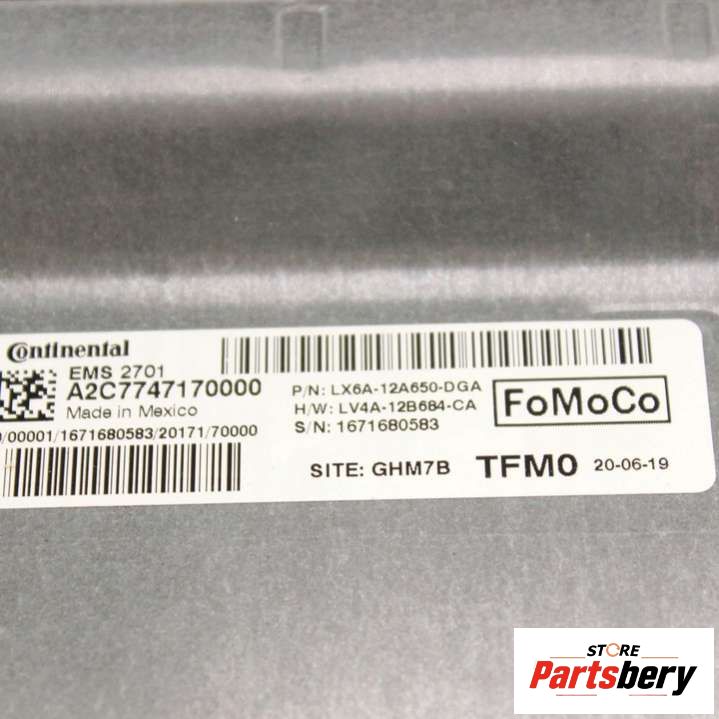 Continental
EMS 2701
A2C7747170000
Made in Mexico
/00001/1671680583/20171/70000
P/N: LX6A-12A650-DGA
H/W: LV4A-12B684-CA
S/N: 1671680583
FoMoCo
SITE: GHM7B TFM0 20-06-19
STORE
Partsbery